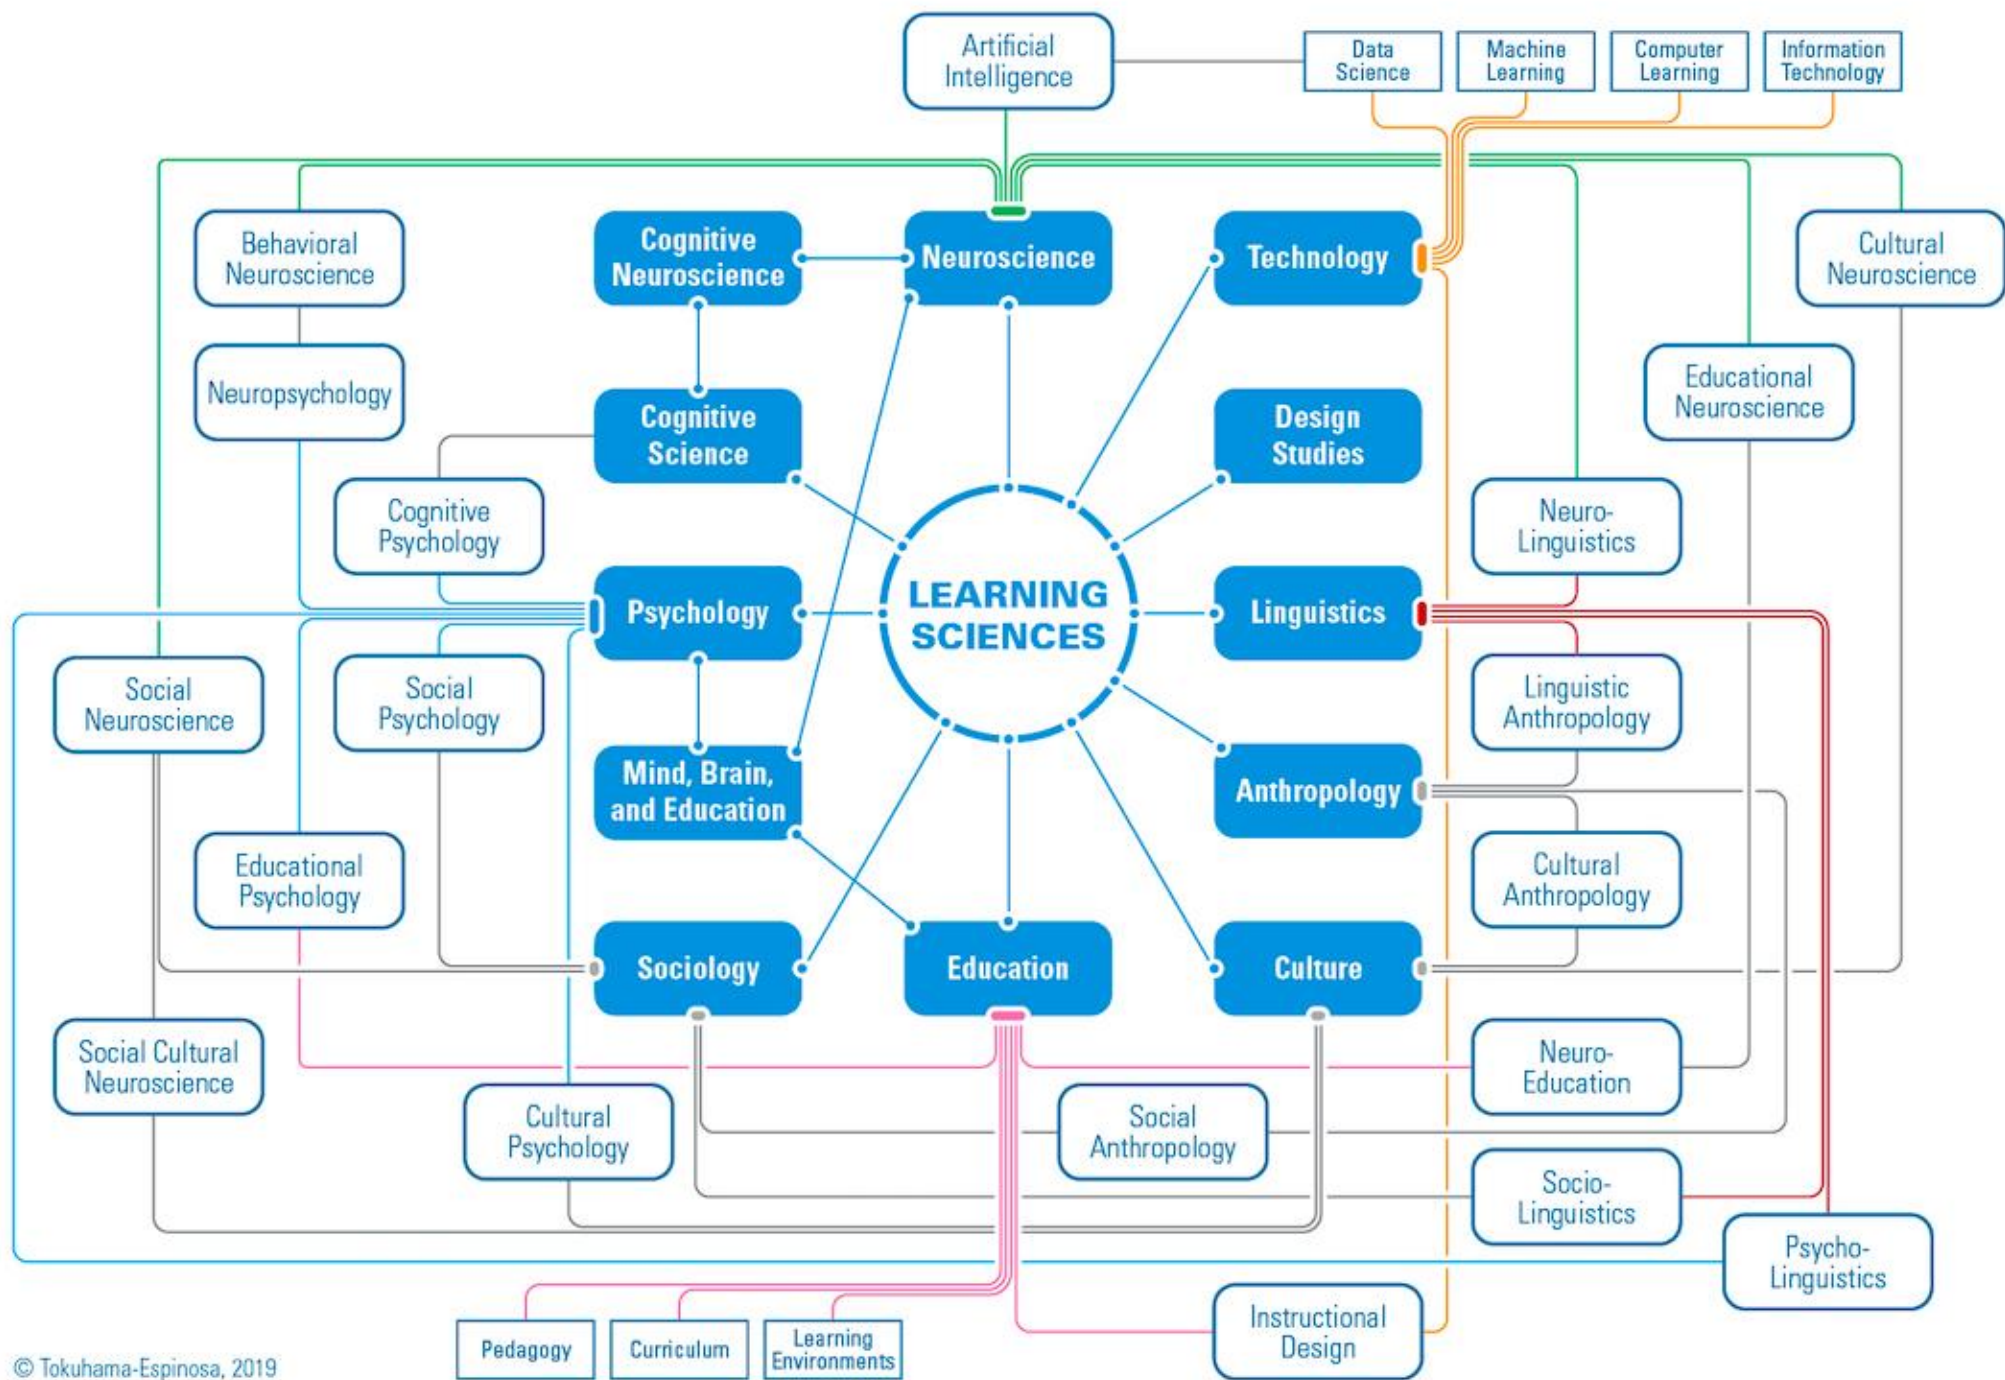 Artificial
Intelligence
Data
Science
Machine
Learning
Computer
Learning
Information
Technology
Behavioral
Neuroscience
Cognitive
Neuroscience
Neuroscience
Technology
Cultural
Neuroscience
Neuropsychology
Cognitive
Science
Design
Studies
Educational
Neuroscience
Cognitive
Psychology
Neuro-
Linguistics
Psychology
LEARNING
SCIENCES
Linguistics
Social
Neuroscience
Social
Psychology
Linguistic
Anthropology
Mind, Brain,
and Education
Anthropology
Educational
Psychology
Cultural
Anthropology
Sociology
Education
Culture
Social Cultural
Neuroscience
Neuro-
Education
Cultural
Psychology
Social
Anthropology
Socio-
Linguistics
Psycho-
Linguistics
Instructional
Design
Pedagogy
Curriculum
Learning
Environments
© Tokuhama-Espinosa, 2019